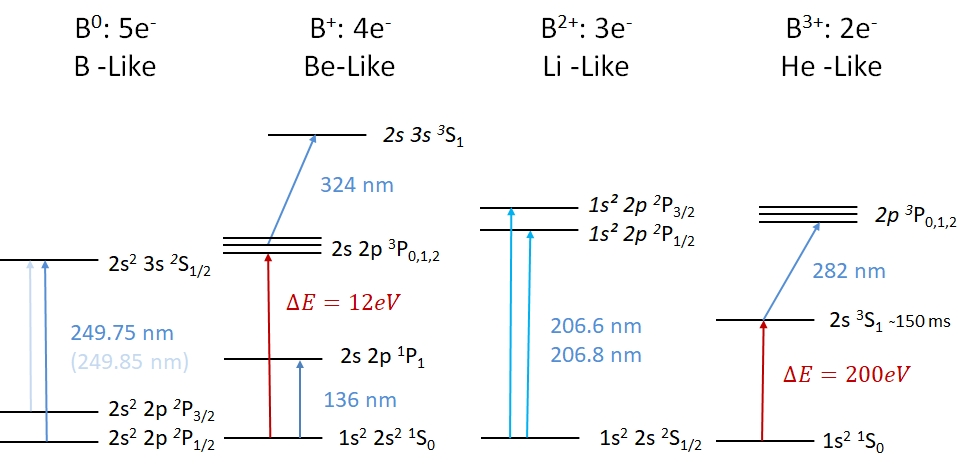 B⁰: 5e⁻
B -Like
B⁺: 4e⁻
Be-Like
B²⁺: 3e⁻
Li -Like
B³⁺: 2e⁻
He -Like
2s² 3s ²S₁/₂
249.75 nm
(249.85 nm)
2s² 2p ²P₃/₂
2s² 2p ²P₁/₂
2s 3s ³S₁
324 nm
2s 2p ³P₀,₁,₂
ΔE = 12eV
2s 2p ¹P₁
136 nm
1s² 2s² ¹S₀
1s² 2p ²P₃/₂
1s² 2p ²P₁/₂
206.6 nm
206.8 nm
1s² 2s ²S₁/₂
2p ³P₀,₁,₂
282 nm
2s ³S₁ ~150 ms
ΔE = 200eV
1s² ¹S₀